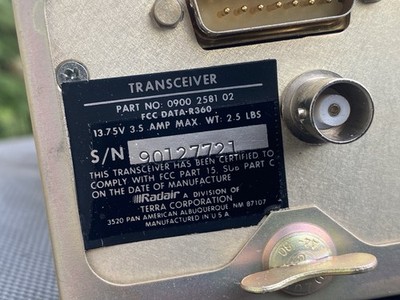 TRANSCEIVER
PART NO: 0900 2581 02
FCC DATA-R360
13.75V 3.5 AMP MAX. WT: 2.5 LBS
S/N 90127721
THIS TRANSCEIVER HAS BEEN CERTIFIED TO
COMPLY WITH FCC PART 15, SUB PART C
ON THE DATE OF MANUFACTURE
Radair A DIVISION OF
TERRA CORPORATION
3520 PAN AMERICAN ALBUQUERQUE NM 87107
MANUFACTURED IN U S A